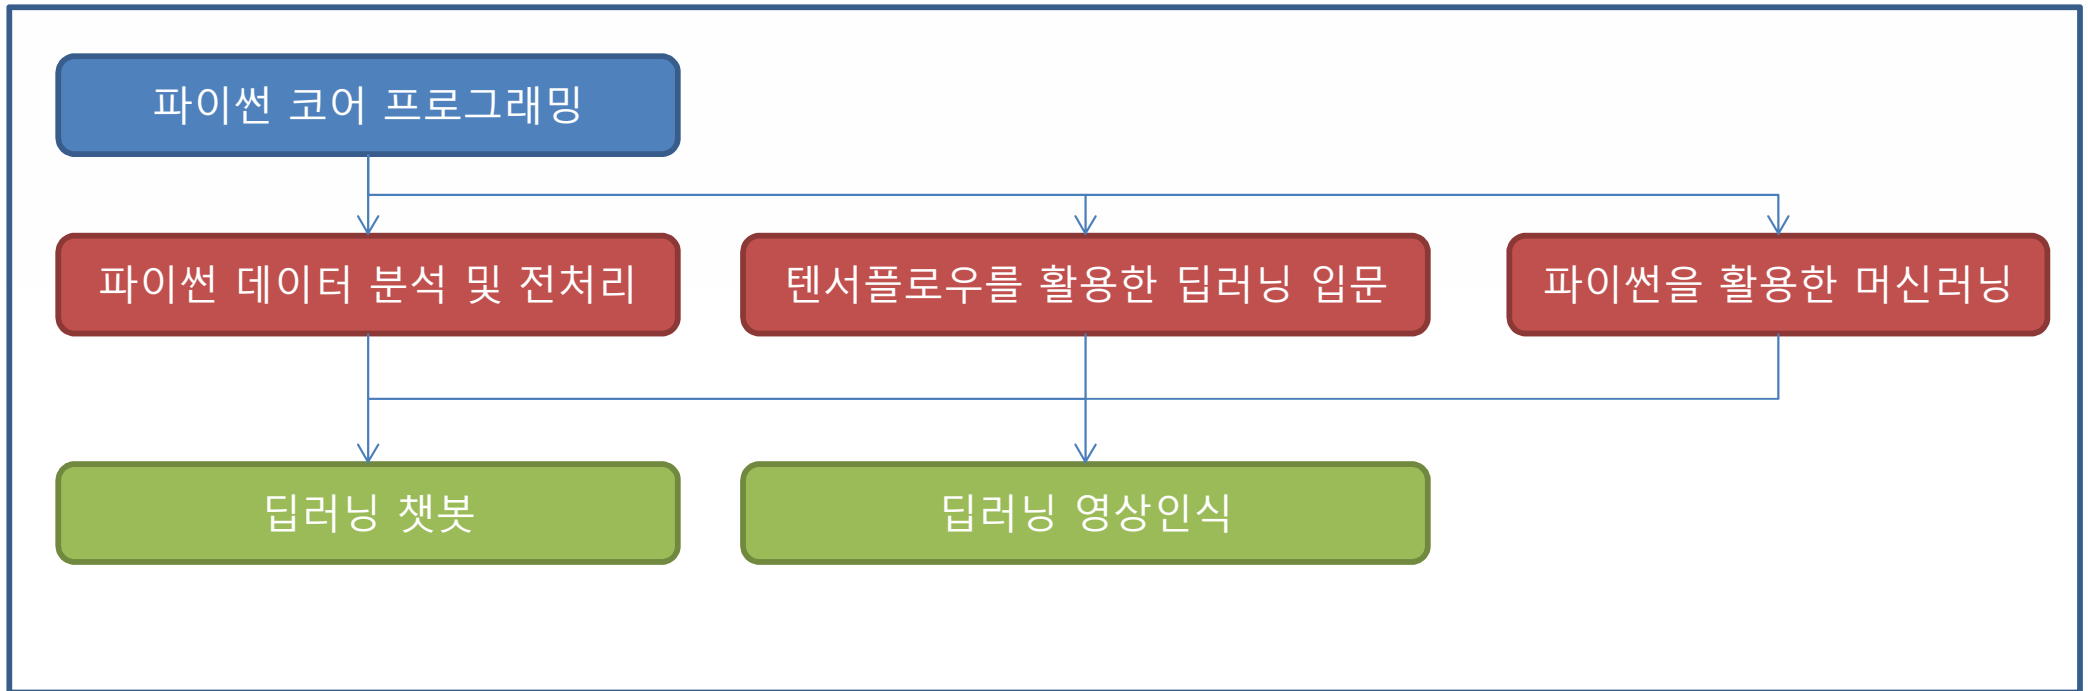 파이썬 코어 프로그래밍
파이썬 데이터 분석 및 전처리
텐서플로우를 활용한 딥러닝 입문
파이썬을 활용한 머신러닝
딥러닝 챗봇
딥러닝 영상인식